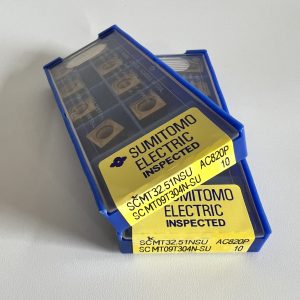 SUMITOMO
ELECTRIC
INSPECTED
SCMT32.51NSU AC820P
SCMT09T304N-SU 10
SUMITOMO
ELECTRIC
INSPECTED
SCMT32.51NSU AC820P
SCMT09T304N-SU 10